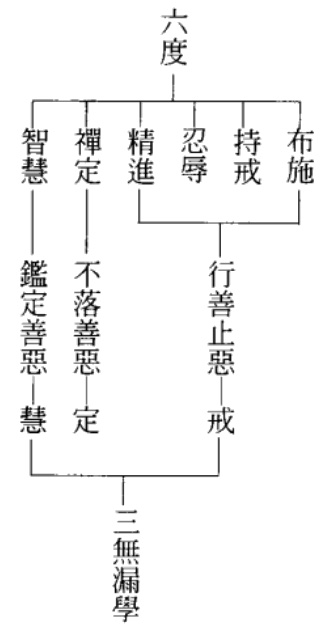 六度
布施
持戒
忍辱
精進
禪定
智慧
行善止惡
不落善惡
鑑定善惡
戒
定
慧
三無漏學